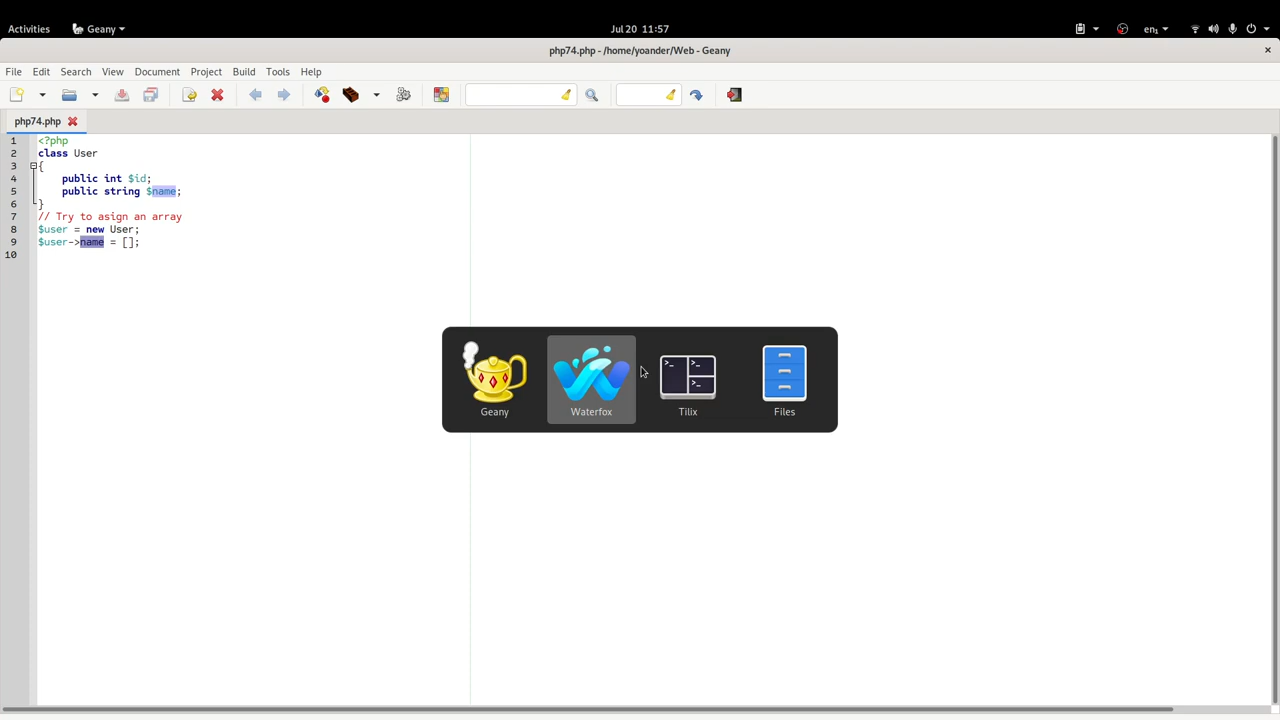 Activities Geany Jul 20 11:57 en₁
php74.php - /home/yoander/Web - Geany
File Edit Search View Document Project Build Tools Help
php74.php
1 <?php
2 class User
3 {
4 public int $id;
5 public string $name;
6 }
7 // Try to asign an array
8 $user = new User;
9 $user->name = [];
10
Geany Waterfox Tilix Files